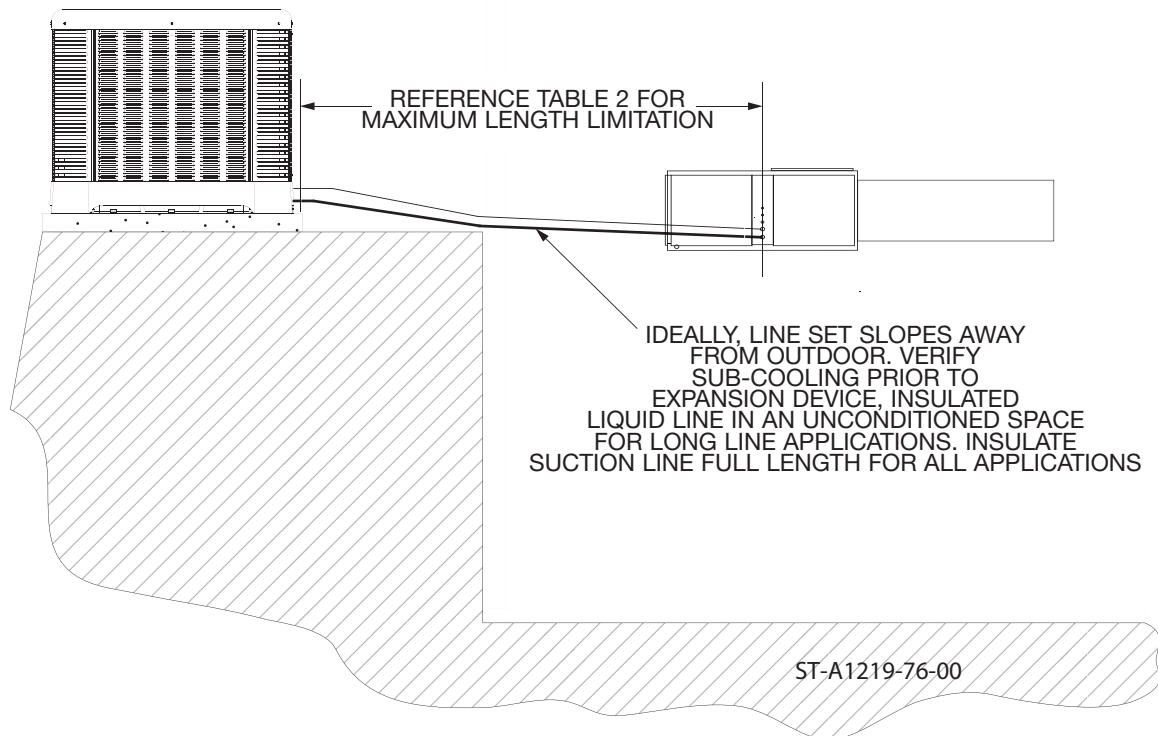 REFERENCE TABLE 2 FOR
MAXIMUM LENGTH LIMITATION
IDEALLY, LINE SET SLOPES AWAY
FROM OUTDOOR. VERIFY
SUB-COOLING PRIOR TO
EXPANSION DEVICE, INSULATED
LIQUID LINE IN AN UNCONDITIONED SPACE
FOR LONG LINE APPLICATIONS. INSULATE
SUCTION LINE FULL LENGTH FOR ALL APPLICATIONS
ST-A1219-76-00